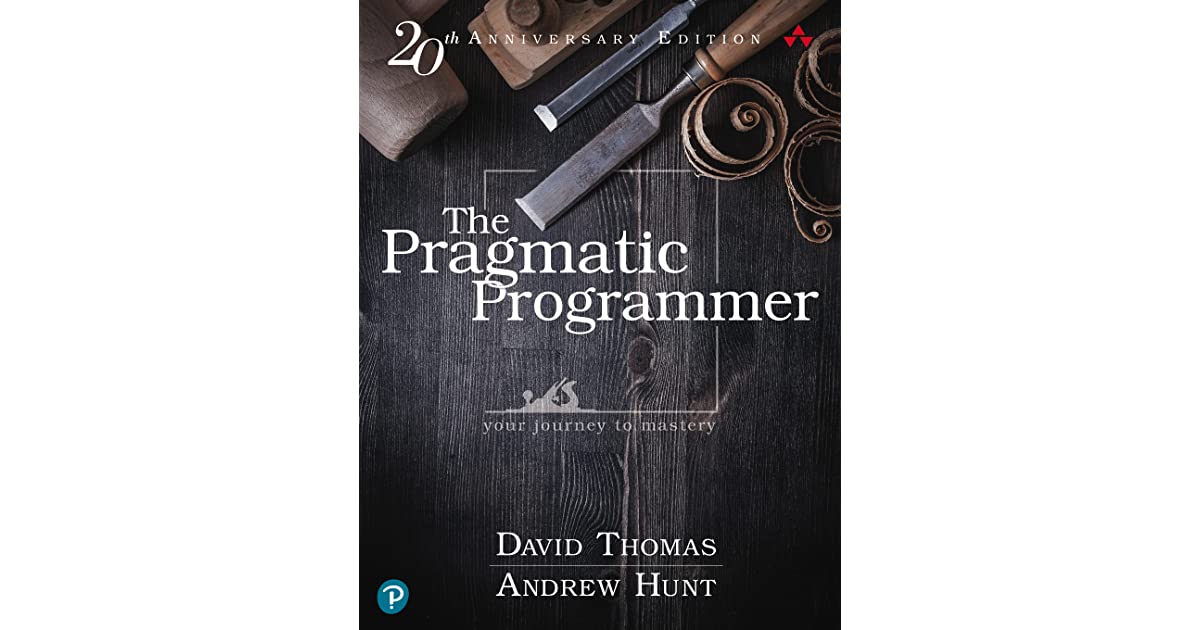 20th ANNIVERSARY EDITION
The
Pragmatic
Programmer
your journey to mastery
DAVID THOMAS
ANDREW HUNT
P